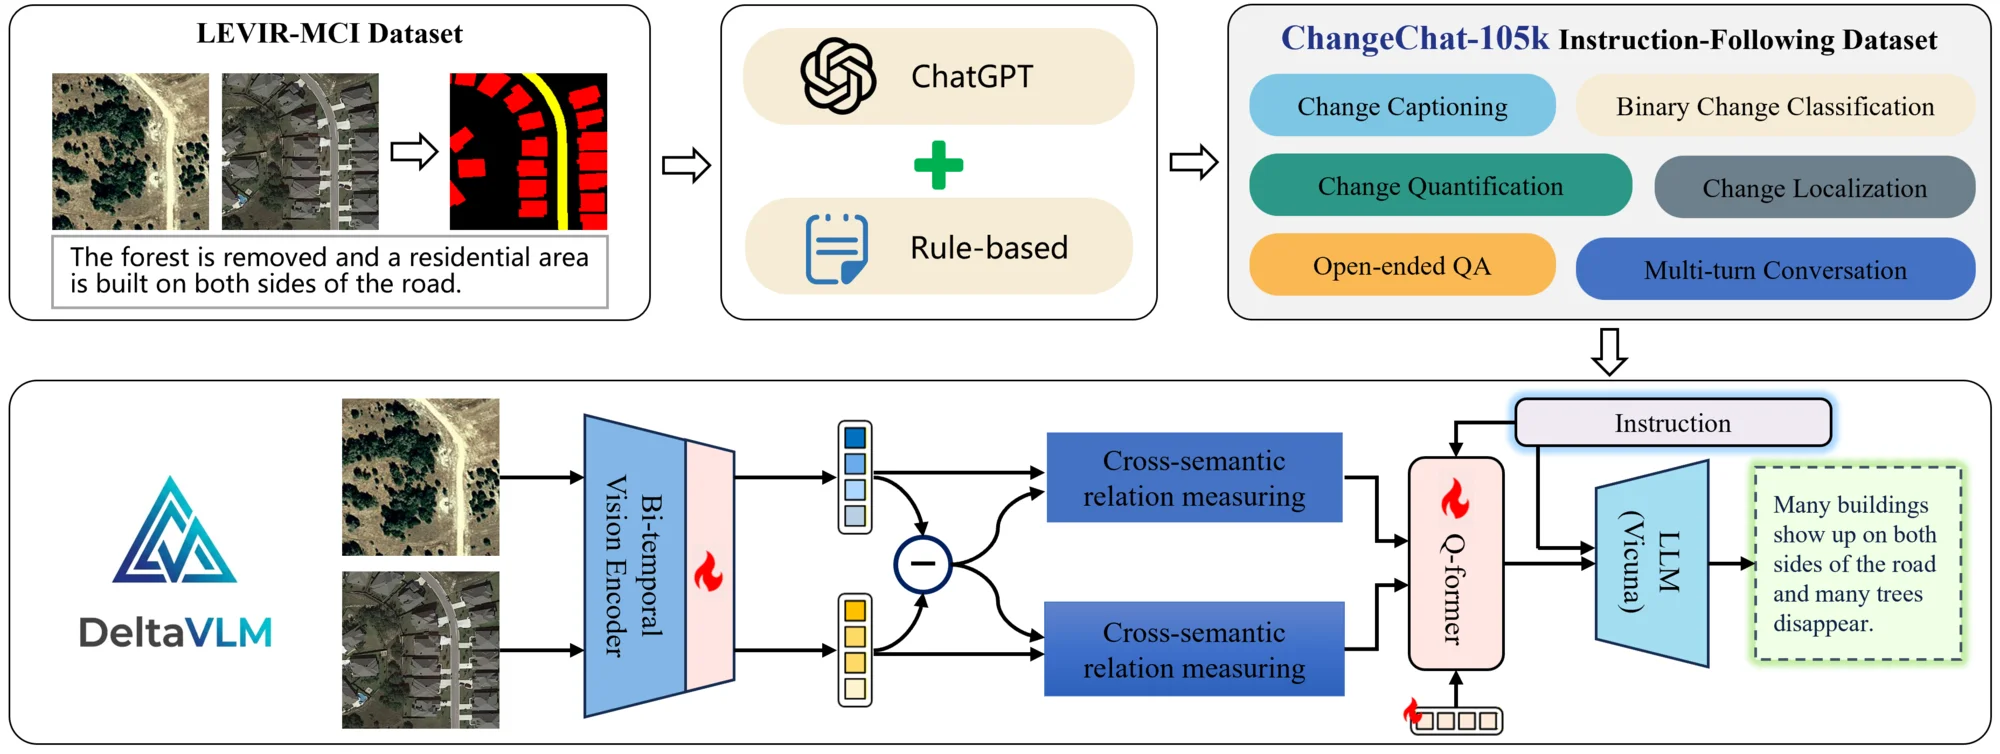 LEVIR-MCI Dataset
The forest is removed and a residential area
is built on both sides of the road.
ChatGPT
Rule-based
ChangeChat-105k Instruction-Following Dataset
Change Captioning
Binary Change Classification
Change Quantification
Change Localization
Open-ended QA
Multi-turn Conversation
DeltaVLM
Bi-temporal
Vision Encoder
Cross-semantic
relation measuring
Cross-semantic
relation measuring
Instruction
Q-former
LLM
(Vicuna)
Many buildings
show up on both
sides of the road
and many trees
disappear.